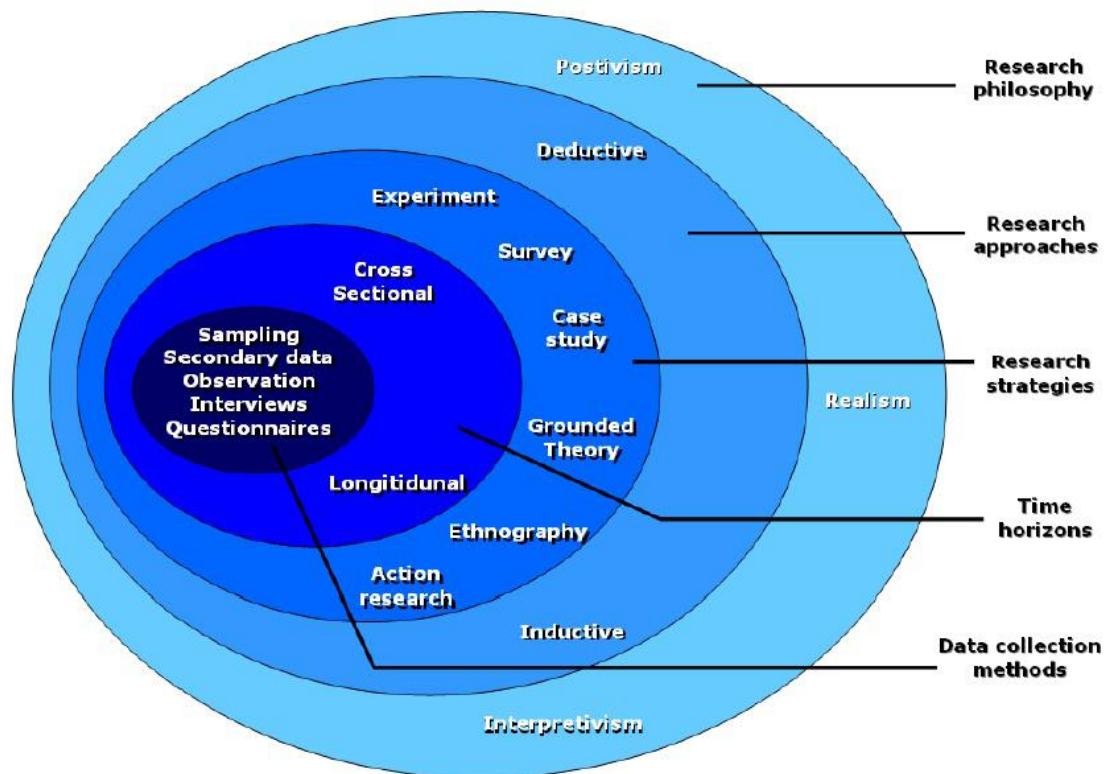 Postivism
Research
philosophy
Deductive
Experiment
Research
approaches
Survey
Cross
Sectional
Case
study
Sampling
Secondary data
Observation
Interviews
Questionnaires
Research
strategies
Realism
Grounded
Theory
Longitidunal
Time
horizons
Ethnography
Action
research
Inductive
Data collection
methods
Interpretivism